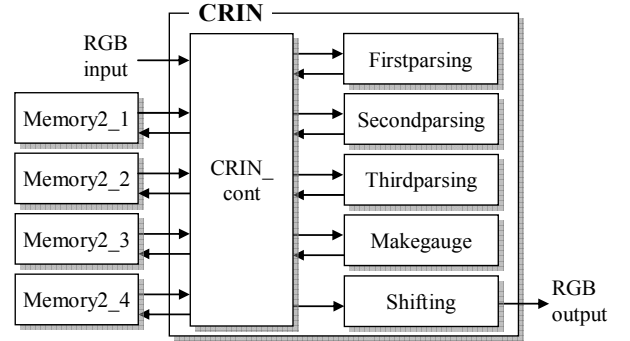 CRIN
RGB
input
Memory2_1
Memory2_2
Memory2_3
Memory2_4
CRIN_
cont
Firstparsing
Secondparsing
Thirdparsing
Makegauge
Shifting
RGB
output